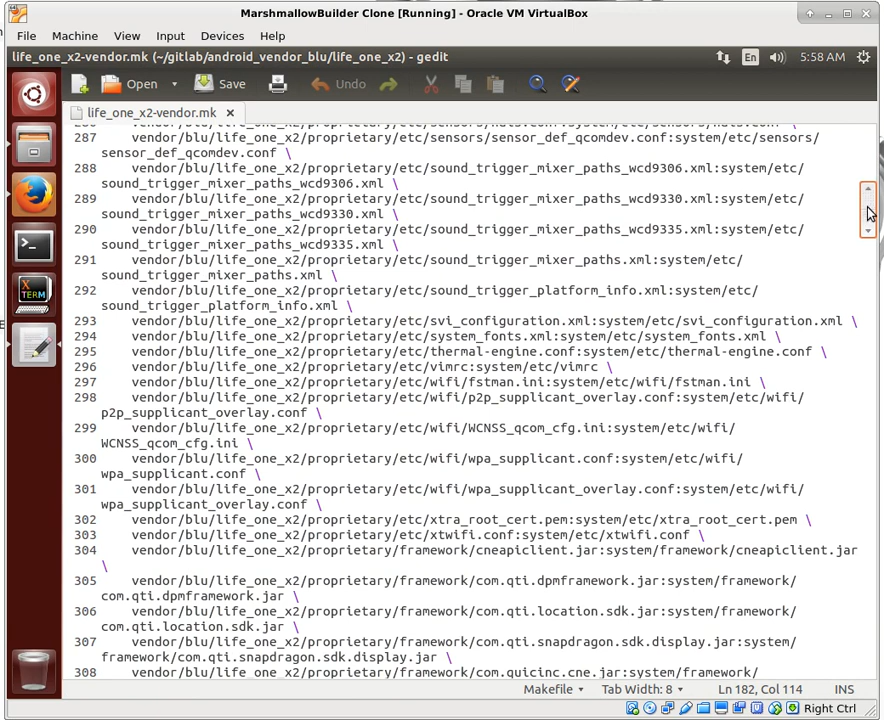 MarshmallowBuilder Clone [Running] - Oracle VM VirtualBox
File Machine View Input Devices Help
life_one_x2-vendor.mk (~/gitlab/android_vendor_blu/life_one_x2) - gedit En 5:58 AM
Open Save Undo
life_one_x2-vendor.mk ×
287 vendor/blu/life_one_x2/proprietary/etc/sensors/sensor_def_qcomdev.conf:system/etc/sensors/
sensor_def_qcomdev.conf \
288 vendor/blu/life_one_x2/proprietary/etc/sound_trigger_mixer_paths_wcd9306.xml:system/etc/
sound_trigger_mixer_paths_wcd9306.xml \
289 vendor/blu/life_one_x2/proprietary/etc/sound_trigger_mixer_paths_wcd9330.xml:system/etc/
sound_trigger_mixer_paths_wcd9330.xml \
290 vendor/blu/life_one_x2/proprietary/etc/sound_trigger_mixer_paths_wcd9335.xml:system/etc/
sound_trigger_mixer_paths_wcd9335.xml \
291 vendor/blu/life_one_x2/proprietary/etc/sound_trigger_mixer_paths.xml:system/etc/
sound_trigger_mixer_paths.xml \
292 vendor/blu/life_one_x2/proprietary/etc/sound_trigger_platform_info.xml:system/etc/
sound_trigger_platform_info.xml \
293 vendor/blu/life_one_x2/proprietary/etc/svi_configuration.xml:system/etc/svi_configuration.xml \
294 vendor/blu/life_one_x2/proprietary/etc/system_fonts.xml:system/etc/system_fonts.xml \
295 vendor/blu/life_one_x2/proprietary/etc/thermal-engine.conf:system/etc/thermal-engine.conf \
296 vendor/blu/life_one_x2/proprietary/etc/vimrc:system/etc/vimrc \
297 vendor/blu/life_one_x2/proprietary/etc/wifi/fstman.ini:system/etc/wifi/fstman.ini \
298 vendor/blu/life_one_x2/proprietary/etc/wifi/p2p_supplicant_overlay.conf:system/etc/wifi/
p2p_supplicant_overlay.conf \
299 vendor/blu/life_one_x2/proprietary/etc/wifi/WCNSS_qcom_cfg.ini:system/etc/wifi/
WCNSS_qcom_cfg.ini \
300 vendor/blu/life_one_x2/proprietary/etc/wifi/wpa_supplicant.conf:system/etc/wifi/
wpa_supplicant.conf \
301 vendor/blu/life_one_x2/proprietary/etc/wifi/wpa_supplicant_overlay.conf:system/etc/wifi/
wpa_supplicant_overlay.conf \
302 vendor/blu/life_one_x2/proprietary/etc/xtra_root_cert.pem:system/etc/xtra_root_cert.pem \
303 vendor/blu/life_one_x2/proprietary/etc/xtwifi.conf:system/etc/xtwifi.conf \
304 vendor/blu/life_one_x2/proprietary/framework/cneapiclient.jar:system/framework/cneapiclient.jar
\
305 vendor/blu/life_one_x2/proprietary/framework/com.qti.dpmframework.jar:system/framework/
com.qti.dpmframework.jar \
306 vendor/blu/life_one_x2/proprietary/framework/com.qti.location.sdk.jar:system/framework/
com.qti.location.sdk.jar \
307 vendor/blu/life_one_x2/proprietary/framework/com.qti.snapdragon.sdk.display.jar:system/
framework/com.qti.snapdragon.sdk.display.jar \
308 vendor/blu/life_one_x2/proprietary/framework/com.quicinc.cne.jar:system/framework/
Makefile Tab Width: 8 Ln 182, Col 114 INS
Right Ctrl
X
TERM